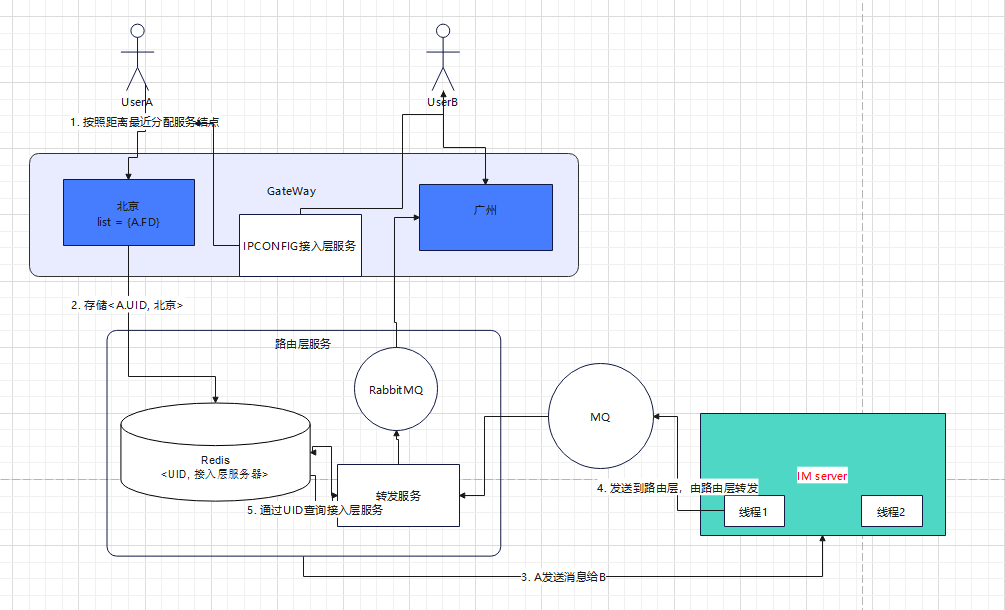 UserA
UserB
1. 按照距离最近分配服务结点
GateWay
北京
list = {A.FD}
广州
IPCONFIG接入层服务
2. 存储<A.UID, 北京>
路由层服务
RabbitMQ
MQ
Redis
<UID, 接入层服务器>
IM server
4. 发送到路由层，由路由层转发
转发服务
5. 通过UID查询接入层服务
线程1
线程2
3. A发送消息给B